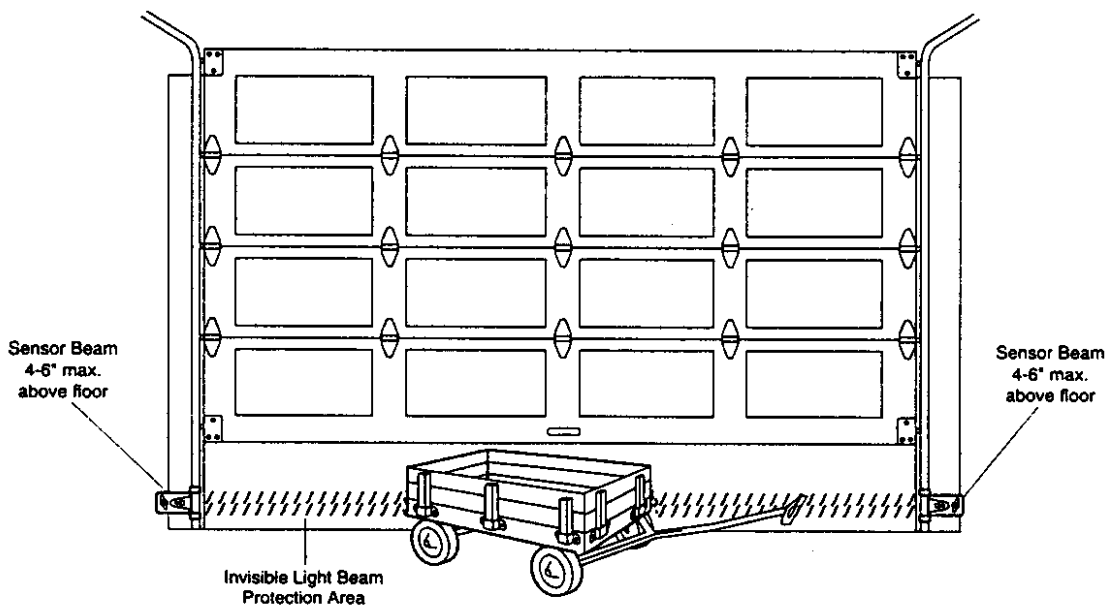 Sensor Beam
4-6" max.
above floor
Sensor Beam
4-6" max.
above floor
Invisible Light Beam
Protection Area